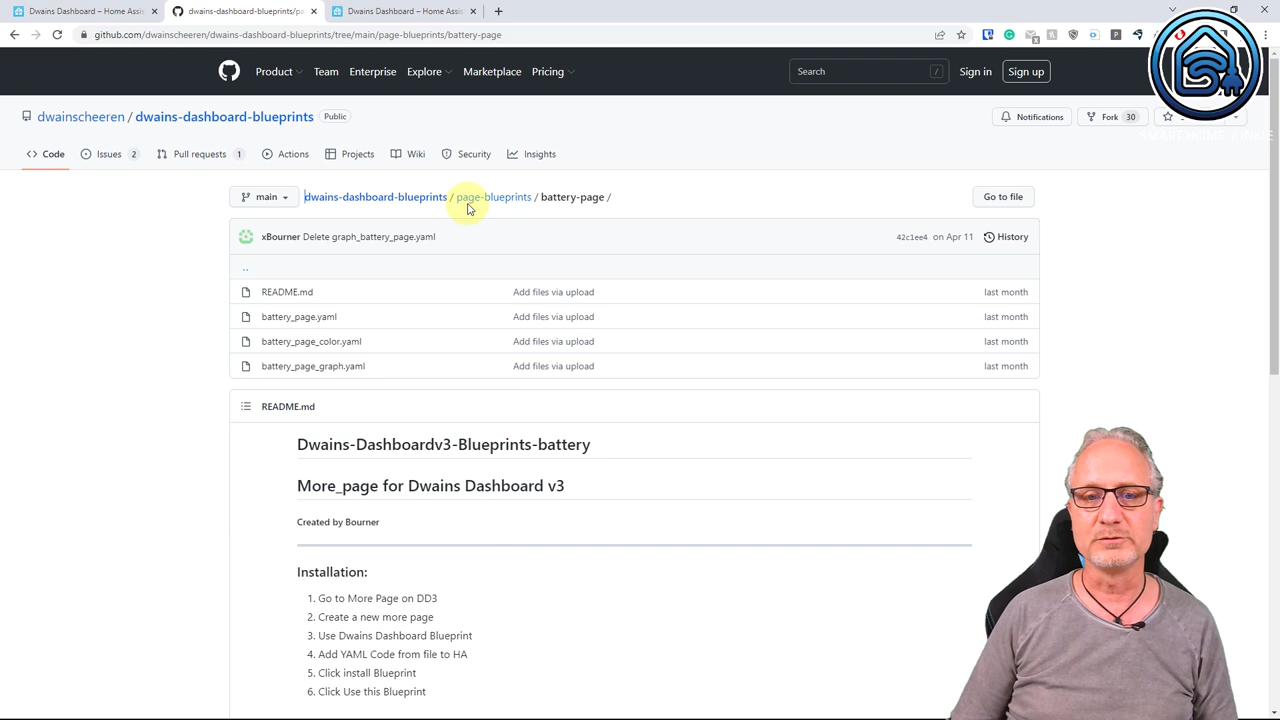 Dwains Dashboard – Home Assis
dwains-dashboard-blueprints/pa
Dwains Dashboard – Home Assis
github.com/dwainscheeren/dwains-dashboard-blueprints/tree/main/page-blueprints/battery-page
Product Team Enterprise Explore Marketplace Pricing Search / Sign in Sign up
dwainscheeren / dwains-dashboard-blueprints Public Notifications Fork 30
Code Issues 2 Pull requests 1 Actions Projects Wiki Security Insights
main dwains-dashboard-blueprints / page-blueprints / battery-page / Go to file
xBourner Delete graph_battery_page.yaml 42c1ee4 on Apr 11 History
..
README.md Add files via upload last month
battery_page.yaml Add files via upload last month
battery_page_color.yaml Add files via upload last month
battery_page_graph.yaml Add files via upload last month
README.md
Dwains-Dashboardv3-Blueprints-battery
More_page for Dwains Dashboard v3
Created by Bourner
Installation:
1. Go to More Page on DD3
2. Create a new more page
3. Use Dwains Dashboard Blueprint
4. Add YAML Code from file to HA
5. Click install Blueprint
6. Click Use this Blueprint